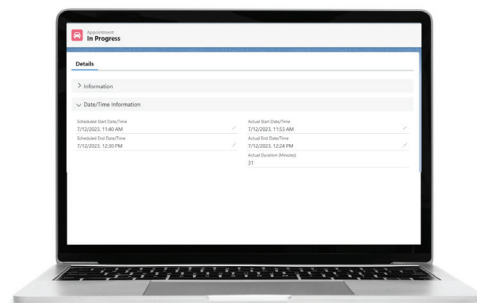 Appointment
In Progress
Details
Information
Date/Time Information
Scheduled Start Date/Time
7/12/2023, 11:40 AM
Actual Start Date/Time
7/12/2023, 11:53 AM
Scheduled End Date/Time
7/12/2023, 12:30 PM
Actual End Date/Time
7/12/2023, 12:24 PM
Actual Duration (Minutes)
31